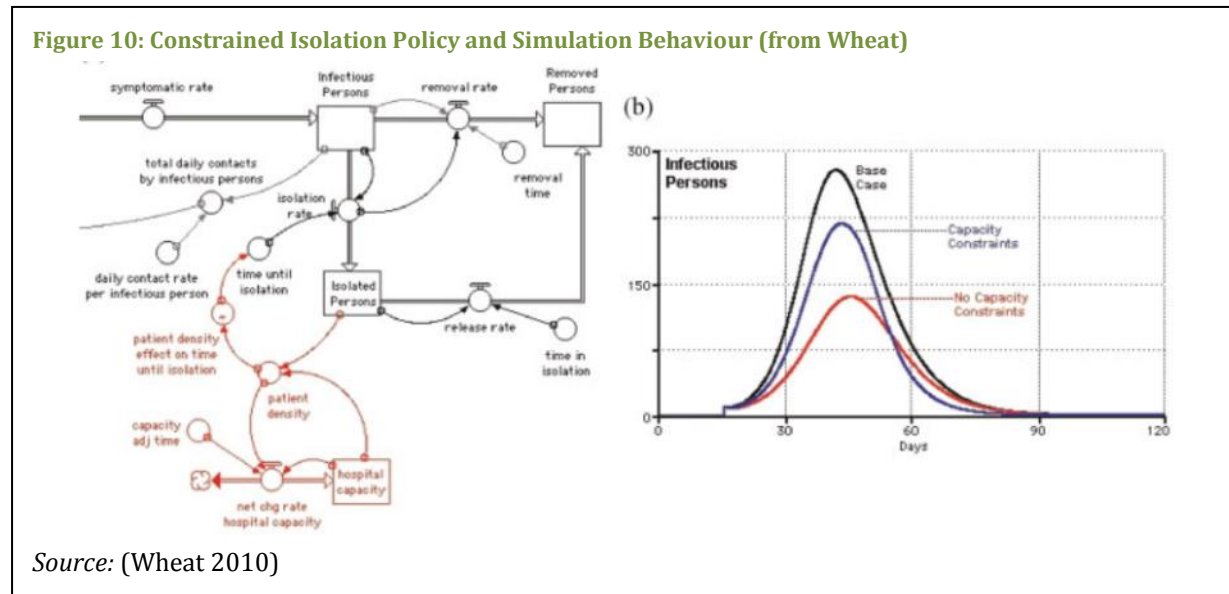 Figure 10: Constrained Isolation Policy and Simulation Behaviour (from Wheat)
symptomatic rate
Infectious
Persons
removal rate
Removed
Persons
total daily contacts
by infectious persons
isolation
rate
removal
time
daily contact rate
per infectious person
time until
isolation
Isolated
Persons
release rate
time in
isolation
patient density
effect on time
until isolation
patient
density
capacity
adj time
hospital
capacity
net chg rate
hospital capacity
(b)
300
Infectious
Persons
Base
Case
Capacity
Constraints
150
No Capacity
Constraints
0
0
30
60
90
120
Days
Source: (Wheat 2010)